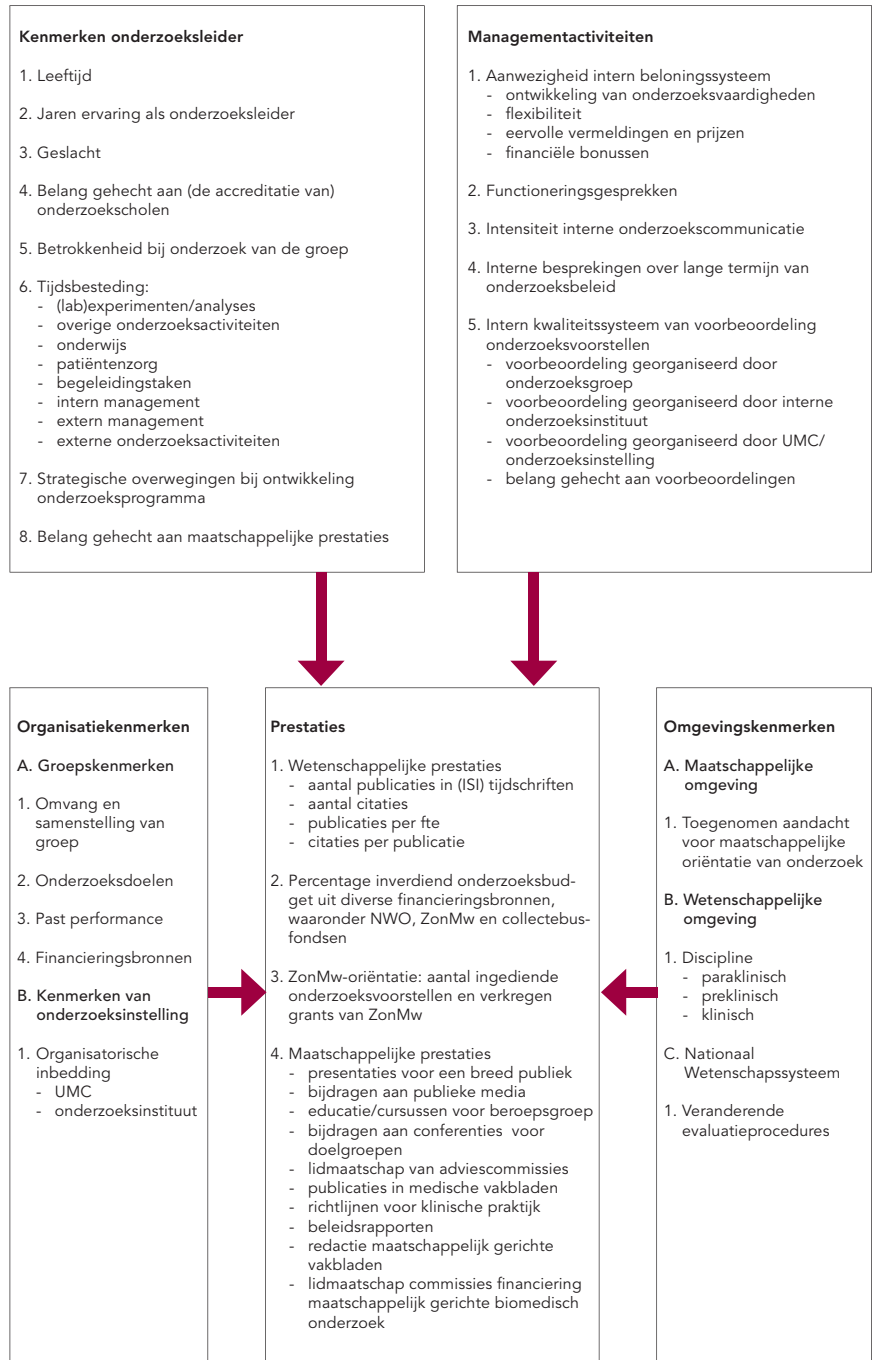 Kenmerken onderzoeksleider
1. Leeftijd
2. Jaren ervaring als onderzoeksleider
3. Geslacht
4. Belang gehecht aan (de accreditatie van)
onderzoekscholen
5. Betrokkenheid bij onderzoek van de groep
6. Tijdsbesteding:
- (lab)experimenten/analyses
- overige onderzoeksactiviteiten
- onderwijs
- patiëntenzorg
- begeleidingstaken
- intern management
- extern management
- externe onderzoeksactiviteiten
7. Strategische overwegingen bij ontwikkeling
onderzoeksprogramma
8. Belang gehecht aan maatschappelijke prestaties
Managementactiviteiten
1. Aanwezigheid intern beloningssysteem
- ontwikkeling van onderzoeksvaardigheden
- flexibiliteit
- eervolle vermeldingen en prijzen
- financiële bonussen
2. Functioneringsgesprekken
3. Intensiteit interne onderzoekscommunicatie
4. Interne besprekingen over lange termijn van
onderzoeksbeleid
5. Intern kwaliteitssysteem van voorbeoordeling
onderzoeksvoorstellen
- voorbeoordeling georganiseerd door
onderzoeksgroep
- voorbeoordeling georganiseerd door interne
onderzoeksinstituut
- voorbeoordeling georganiseerd door UMC/
onderzoeksinstelling
- belang gehecht aan voorbeoordelingen
Organisatiekenmerken
A. Groepskenmerken
1. Omvang en
samenstelling van
groep
2. Onderzoeksdoelen
3. Past performance
4. Financieringsbronnen
B. Kenmerken van
onderzoeksinstelling
1. Organisatorische
inbedding
- UMC
- onderzoeksinstituut
Prestaties
1. Wetenschappelijke prestaties
- aantal publicaties in (ISI) tijdschriften
- aantal citaties
- publicaties per fte
- citaties per publicatie
2. Percentage inverdiend onderzoeksbud-
get uit diverse financieringsbronnen,
waaronder NWO, ZonMw en collectebus-
fondsen
3. ZonMw-oriëntatie: aantal ingediende
onderzoeksvoorstellen en verkregen
grants van ZonMw
4. Maatschappelijke prestaties
- presentaties voor een breed publiek
- bijdragen aan publieke media
- educatie/cursussen voor beroepsgroep
- bijdragen aan conferenties voor
doelgroepen
- lidmaatschap van adviescommissies
- publicaties in medische vakbladen
- richtlijnen voor klinische praktijk
- beleidsrapporten
- redactie maatschappelijk gerichte
vakbladen
- lidmaatschap commissies financiering
maatschappelijk gerichte biomedisch
onderzoek
Omgevingskenmerken
A. Maatschappelijke
omgeving
1. Toegenomen aandacht
voor maatschappelijke
oriëntatie van onderzoek
B. Wetenschappelijke
omgeving
1. Discipline
- paraklinisch
- preklinisch
- klinisch
C. Nationaal
Wetenschapssysteem
1. Veranderende
evaluatieprocedures